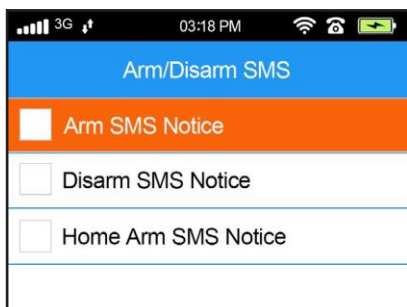 3G 03:18 PM
Arm/Disarm SMS
Arm SMS Notice
Disarm SMS Notice
Home Arm SMS Notice